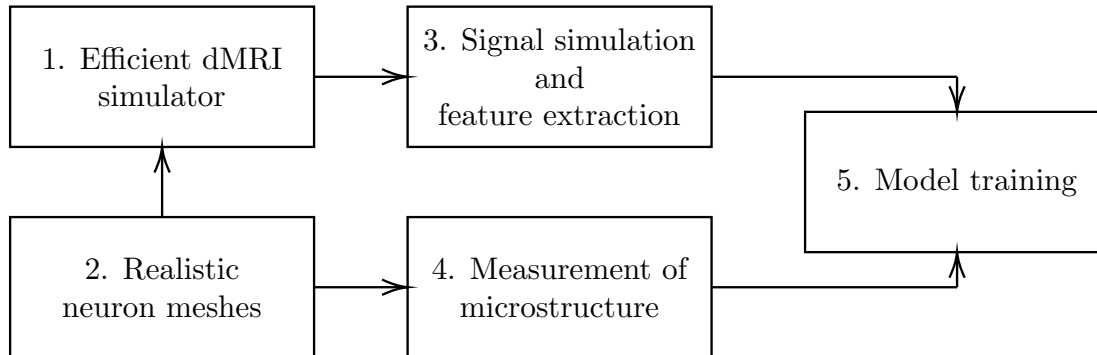 1. Efficient dMRI
simulator
3. Signal simulation
and
feature extraction
5. Model training
2. Realistic
neuron meshes
4. Measurement of
microstructure